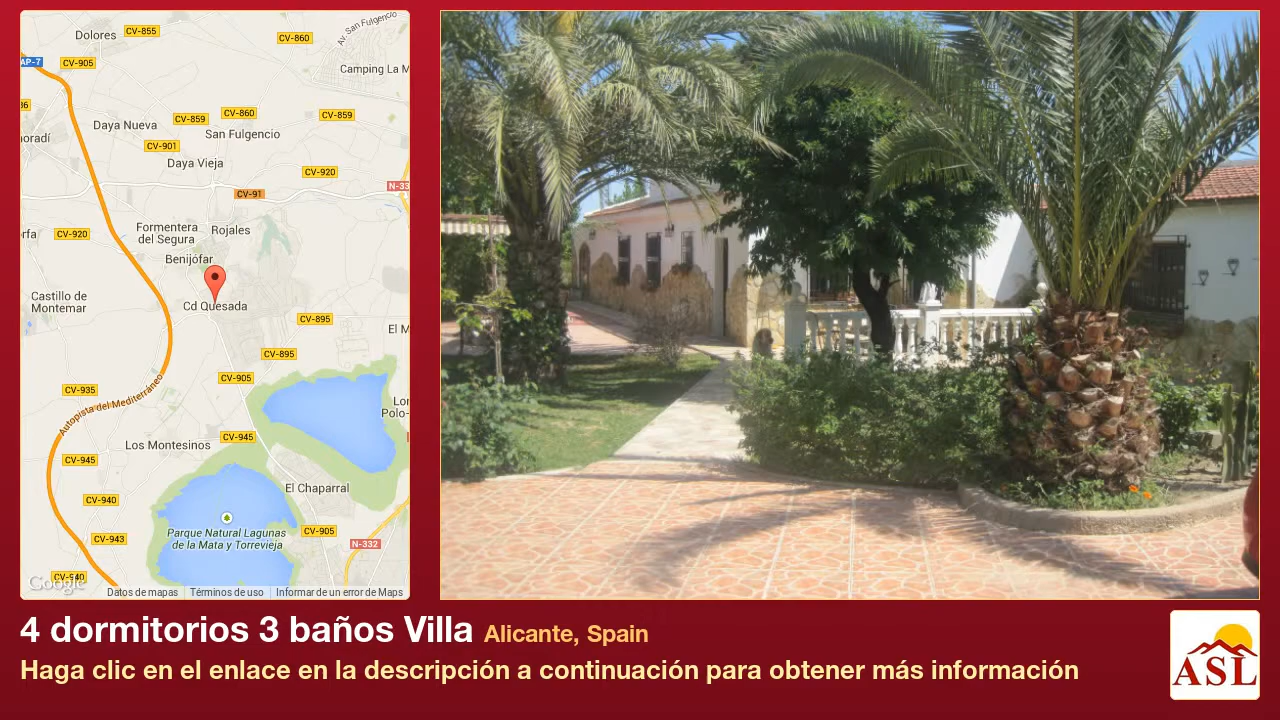 Dolores
CV-855
CV-860
Av. San Fulgencio
AP-7
CV-905
Camping La M
86
CV-859
CV-860
CV-859
Daya Nueva
San Fulgencio
oradí
CV-901
Daya Vieja
CV-920
CV-91
N-33
rfa
CV-920
Formentera
del Segura
Rojales
Benijófar
Castillo de
Montemar
Cd Quesada
CV-895
El M
CV-895
CV-905
CV-935
Autopista del Mediterráneo
Lor
Polo-
Los Montesinos
CV-945
CV-945
El Chaparral
CV-940
Parque Natural Lagunas
de la Mata y Torrevieja
CV-905
CV-943
N-332
CV-940
Google
Datos de mapas
Términos de uso
Informar de un error de Maps
4 dormitorios 3 baños Villa Alicante, Spain
Haga clic en el enlace en la descripción a continuación para obtener más información
ASL